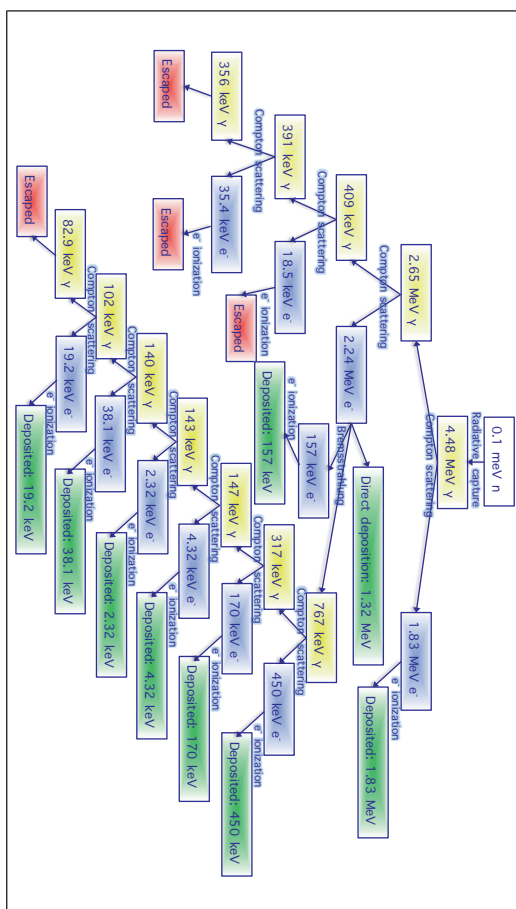 0.1 meV n
Radiative capture
4.48 MeV γ
Compton scattering
2.65 MeV γ
1.83 MeV e⁻
Compton scattering
e⁻ ionization
409 keV γ
2.24 MeV e⁻
Direct deposition: 1.32 MeV
Deposited: 1.83 MeV
Compton scattering
Bremsstrahlung
391 keV γ
18.5 keV e⁻
157 keV e⁻
767 keV γ
Compton scattering
e⁻ ionization
e⁻ ionization
Compton scattering
356 keV γ
35.4 keV e⁻
Escaped
Deposited: 157 keV
317 keV γ
450 keV e⁻
e⁻ ionization
Compton scattering
e⁻ ionization
Escaped
Escaped
147 keV γ
170 keV e⁻
Deposited: 450 keV
Compton scattering
e⁻ ionization
143 keV γ
4.32 keV e⁻
Deposited: 170 keV
Compton scattering
e⁻ ionization
140 keV γ
2.32 keV e⁻
Deposited: 4.32 keV
Compton scattering
e⁻ ionization
102 keV γ
38.1 keV e⁻
Deposited: 2.32 keV
Compton scattering
e⁻ ionization
82.9 keV γ
19.2 keV e⁻
Deposited: 38.1 keV
e⁻ ionization
Escaped
Deposited: 19.2 keV